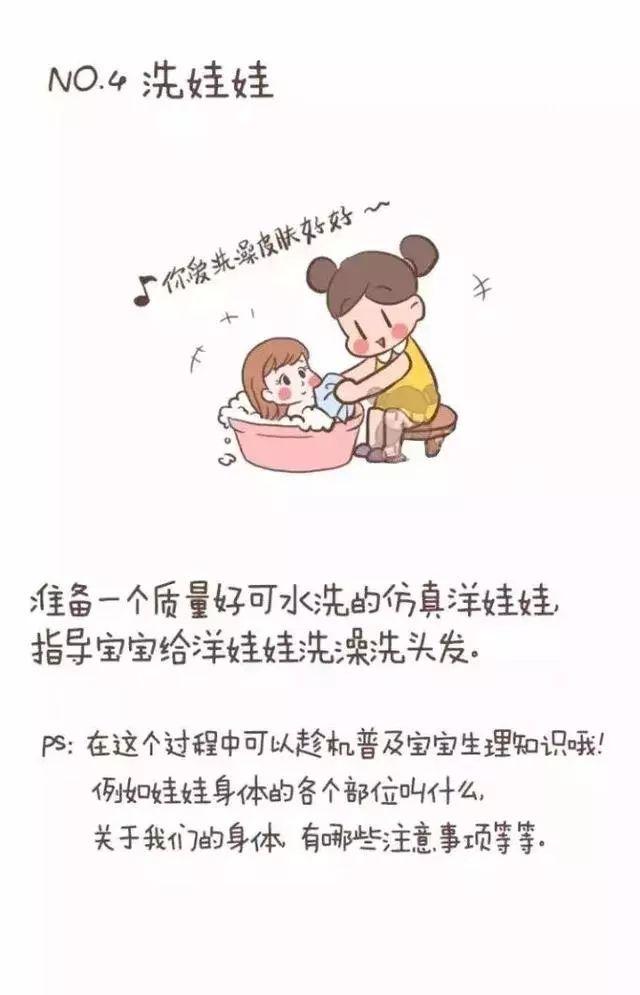 NO.4 洗娃娃
♪你爱洗澡皮肤好好~
准备一个质量好可水洗的仿真洋娃娃,
指导宝宝给洋娃娃洗澡洗头发。
PS: 在这个过程中可以趁机普及宝宝生理知识哦!
例如娃娃身体的各个部位叫什么,
关于我们的身体,有哪些注意事项等等。